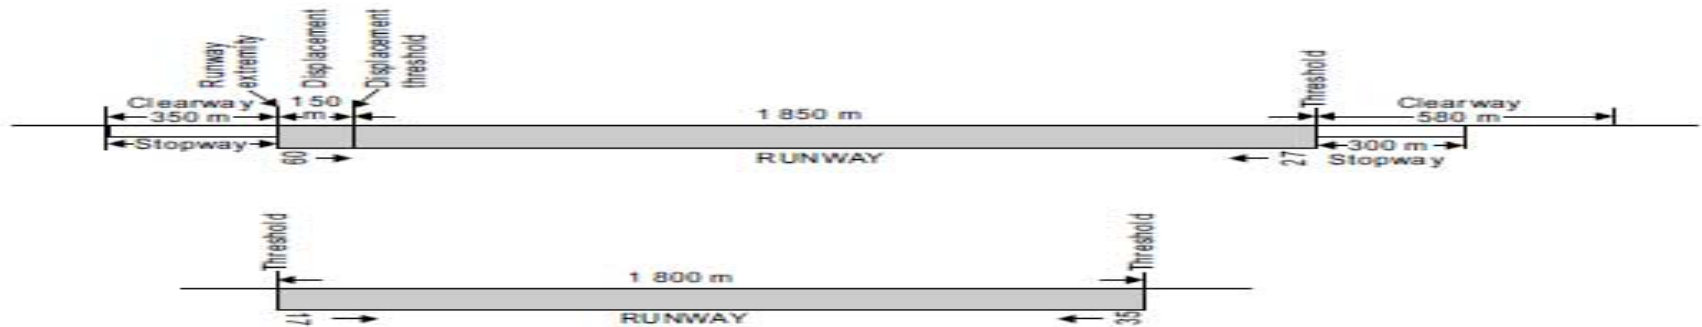 Runway
extremity
Displacement
Displacement
threshold
Threshold
Clearway
150
m
350 m
1 850 m
Clearway
580 m
Stopway
09
RUNWAY
27
300 m
Stopway
Threshold
Threshold
1 800 m
17
RUNWAY
35